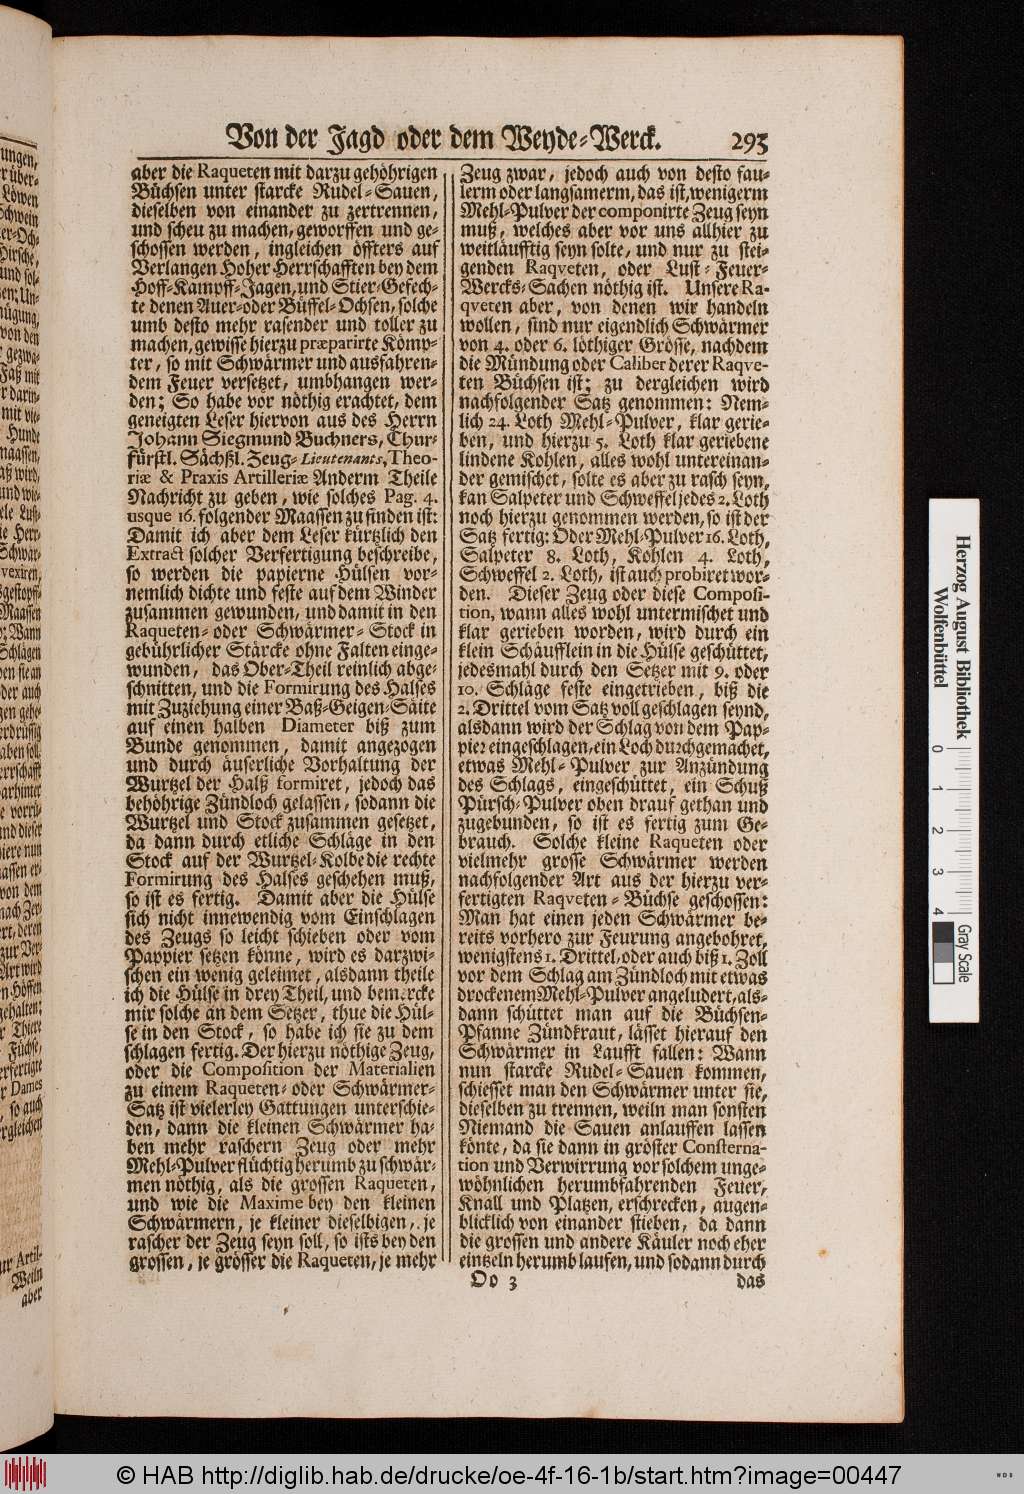 Von der Jagd oder dem Weyde-Werck. 293
aber die Raqueten mit darzu gehöhrigen
Büchsen unter starcke Rudel-Sauen,
dieselben von einander zu zertrennen,
und scheu zu machen, geworffen und ge-
schossen werden, ingleichen öffters auf
Verlangen Hoher Herrschafften bey dem
Hoff-Kampff-Jagen, und Stier-Gefech-
te denen Auer- oder Büffel-Ochsen, solche
umb desto mehr rasender und toller zu
machen, gewisse hierzu præparirte Kömp-
ter, so mit Schwärmer und ausfahren-
dem Feuer versetzet, umbhangen wer-
den; So habe vor nöthig erachtet, dem
geneigten Leser hiervon aus des Herrn
Johann Siegmund Buchners, Chur-
fürstl. Sächßl. Zeug-Lieutenants, Theo-
riæ & Praxis Artilleriæ Anderm Theile
Nachricht zu geben, wie solches Pag. 4.
usque 16. folgender Maassen zu finden ist:
Damit ich aber dem Leser kürtzlich den
Extract solcher Verfertigung beschreibe,
so werden die papierne Hülsen vor-
nemlich dichte und feste auf dem Winder
zusammen gewunden, und damit in den
Raqueten- oder Schwärmer-Stock in
gebührlicher Stärcke ohne Falten einge-
wunden, das Ober-Theil reinlich abge-
schnitten, und die Formirung des Halses
mit Zuziehung einer Baß-Geigen-Säite
auf einen halben Diameter biß zum
Bunde genommen, damit angezogen
und durch äuserliche Vorhaltung der
Wurtzel der Halß formiret, jedoch das
behöhrige Zündloch gelassen, sodann die
Wurtzel und Stock zusammen gesetzet,
da dann durch etliche Schläge in den
Stock auf der Wurtzel-Kolbe die rechte
Formirung des Halses geschehen muß,
so ist es fertig. Damit aber die Hülse
sich nicht innewendig vom Einschlagen
des Zeugs so leicht schieben oder vom
Pappier setzen könne, wird es darzwi-
schen ein wenig geleimet, alsdann theile
ich die Hülse in drey Theil, und bemercke
mir solche an dem Setzer, thue die Hül-
se in den Stock, so habe ich sie zu dem
schlagen fertig. Der hierzu nöthige Zeug,
oder die Composition der Materialien
zu einem Raqueten- oder Schwärmer-
Satz ist vielerley Gattungen unterschie-
den, dann die kleinen Schwärmer ha-
ben mehr raschern Zeug oder mehr
Mehl-Pulver flüchtig herumb zu schwär-
men nöthig, als die grossen Raqueten,
und wie die Maxime bey den kleinen
Schwärmern, je kleiner dieselbigen, je
rascher der Zeug seyn soll, so ists bey den
grossen, je grösser die Raqueten, je mehr
Zeug zwar, jedoch auch von desto fau-
lerm oder langsamerm, das ist, wenigerm
Mehl-Pulver der componirte Zeug seyn
muß, welches aber vor uns allhier zu
weitläufftig seyn solte, und nur zu stei-
genden Raqveten, oder Lust-Feuer-
Wercks-Sachen nöthig ist. Unsere Ra-
qveten aber, von denen wir handeln
wollen, sind nur eigendlich Schwärmer
von 4. oder 6. löthiger Grösse, nachdem
die Mündung oder Caliber derer Raqve-
ten Büchsen ist; zu dergleichen wird
nachfolgender Satz genommen: Nem-
lich 24. Loth Mehl-Pulver, klar gerie-
ben, und hierzu 5. Loth klar geriebene
lindene Kohlen, alles wohl untereinan-
der gemischet, solte es aber zu rasch seyn,
kan Salpeter und Schweffel jedes 2. Loth
noch hierzu genommen werden, so ist der
Satz fertig: Oder Mehl-Pulver 16. Loth,
Salpeter 8. Loth, Kohlen 4. Loth,
Schweffel 2. Loth, ist auch probiret wor-
den. Dieser Zeug oder diese Composi-
tion, wann alles wohl untermischet und
klar gerieben worden, wird durch ein
klein Schäufflein in die Hülse geschüttet,
jedesmahl durch den Setzer mit 9. oder
10. Schläge feste eingetrieben, biß die
2. Drittel vom Satz voll geschlagen seynd,
alsdann wird der Schlag von dem Pap-
pier eingeschlagen, ein Loch durchgemachet,
etwas Mehl-Pulver zur Anzündung
des Schlags, eingeschüttet, ein Schuß
Pürsch-Pulver oben drauf gethan und
zugebunden, so ist es fertig zum Ge-
brauch. Solche kleine Raqueten oder
vielmehr grosse Schwärmer werden
nachfolgender Art aus der hierzu ver-
fertigten Raqveten-Büchse geschossen:
Man hat einen jeden Schwärmer be-
reits vorhero zur Feurung angebohret,
wenigstens 1. Drittel, oder auch biß 1. Zoll
vor dem Schlag am Zündloch mit etwas
drockenem Mehl-Pulver angeludert, als-
dann schüttet man auf die Büchsen-
Pfanne Zündkraut, lässet hierauf den
Schwärmer in Laufft fallen: Wann
nun starcke Rudel-Sauen kommen,
schiesset man den Schwärmer unter sie,
dieselben zu trennen, weiln man sonsten
Niemand die Sauen anlauffen lassen
könte, da sie dann in gröster Consterna-
tion und Verwirrung vor solchem unge-
wöhnlichen herumbfahrenden Feuer,
Knall und Platzen, erschrecken, augen-
blicklich von einander stieben, da dann
die grossen und andere Käuler noch eher
eintzeln herumb lauffen, und sodann durch
Oo 3 das
Herzog August Bibliothek
Wolfenbüttel
0 1 2 3 4
Gray Scale
© HAB http://diglib.hab.de/drucke/oe-4f-16-1b/start.htm?image=00447